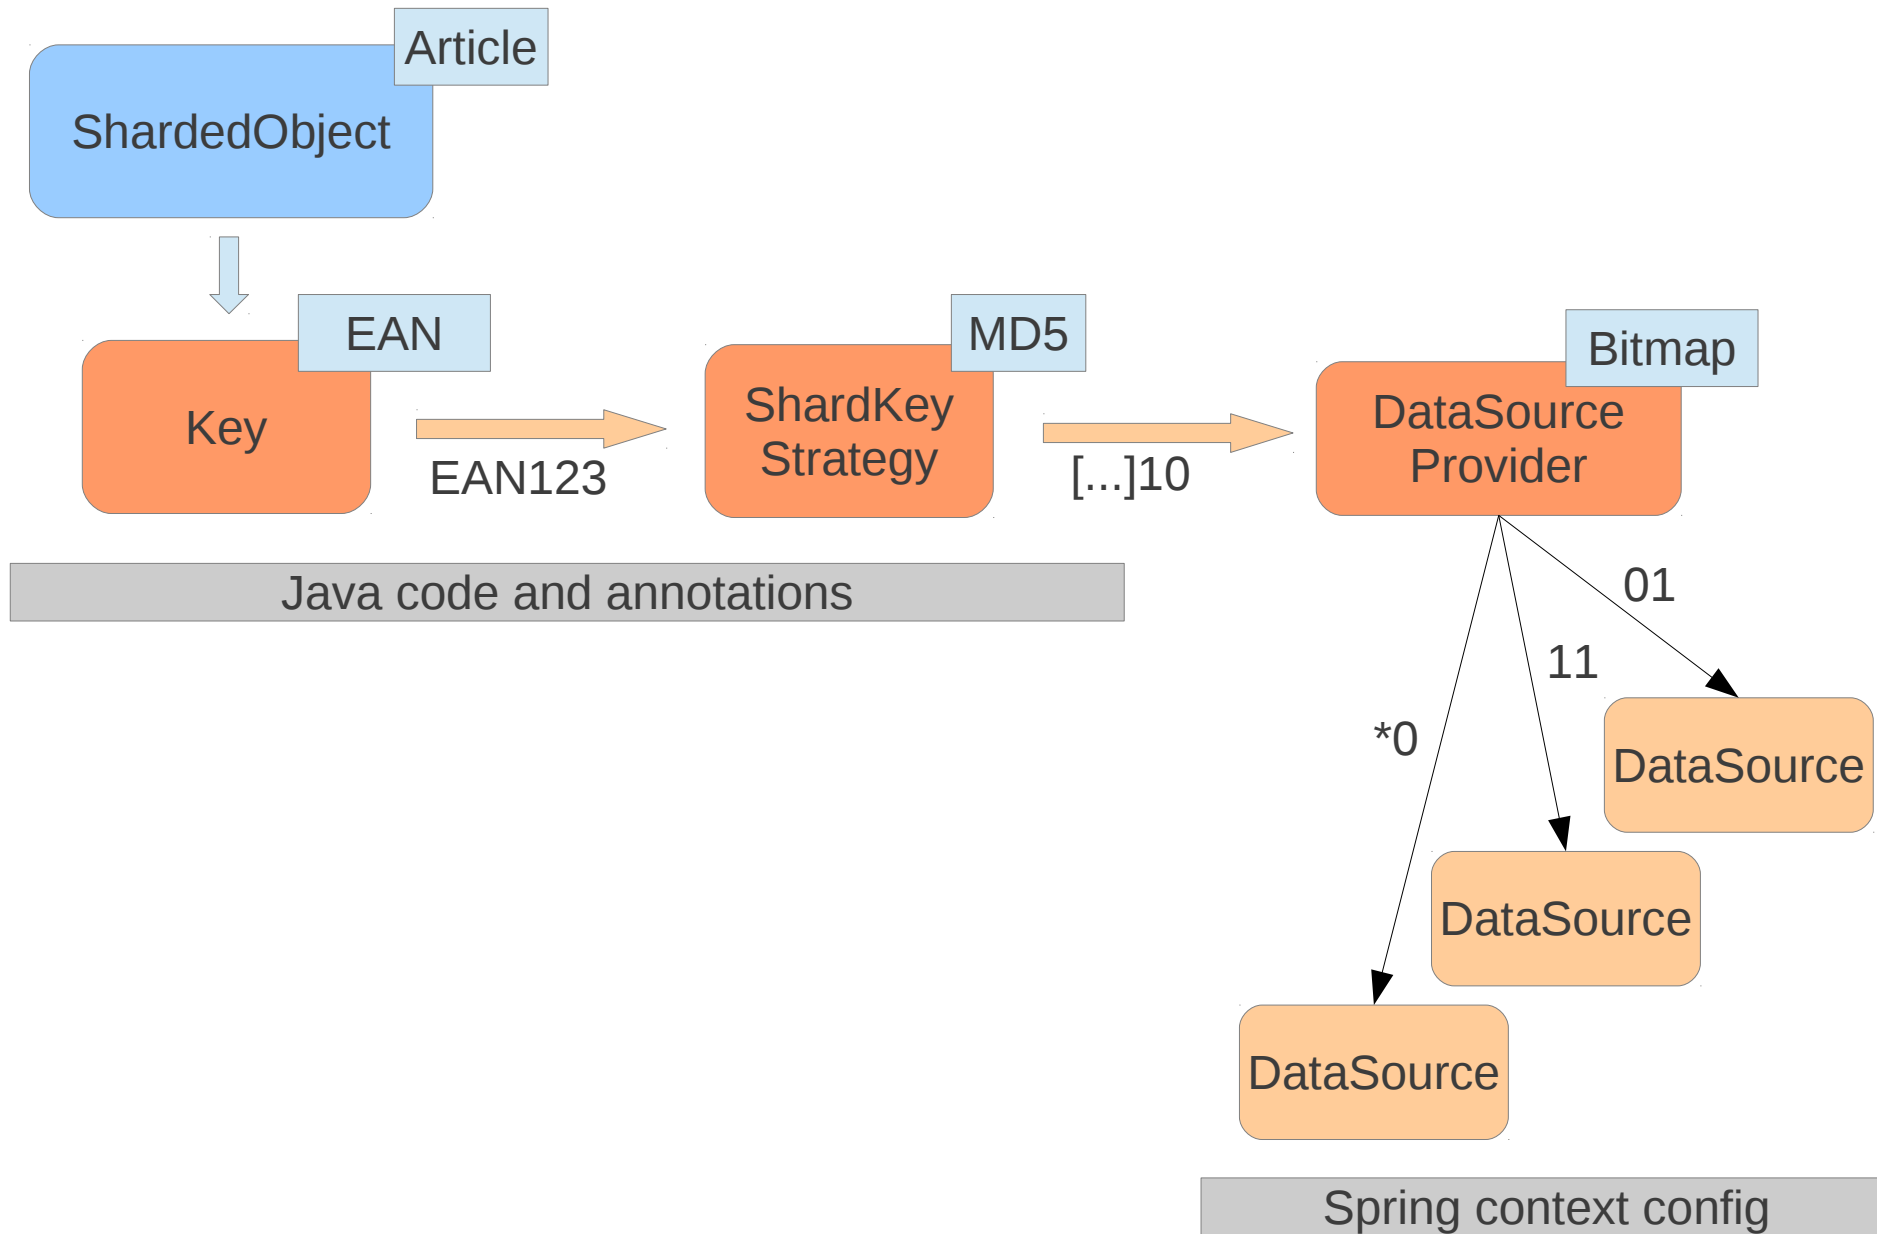 Article
ShardedObject
EAN
MD5
Bitmap
Key
EAN123
ShardKey
Strategy
[...]10
DataSource
Provider
Java code and annotations
01
11
*0
DataSource
DataSource
DataSource
Spring context config